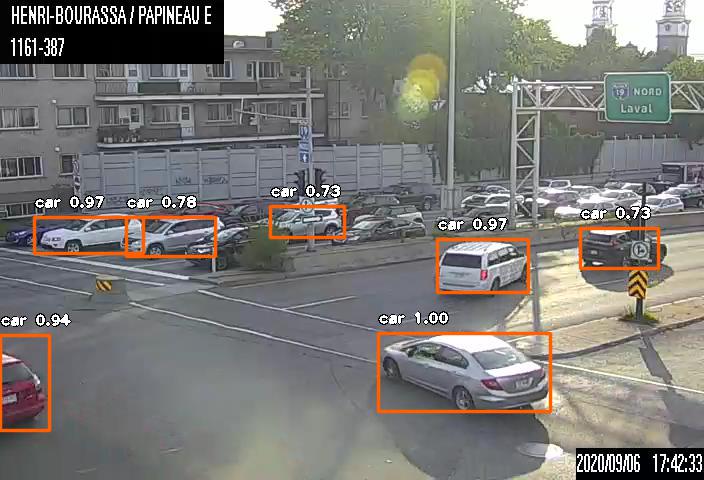 HENRI-BOURASSA / PAPINEAU E
1161-387
19 NORD
Laval
car 0.97
car 0.78
car 0.73
car 0.97
car 0.73
car 0.94
car 1.00
2020/09/06 17:42:33